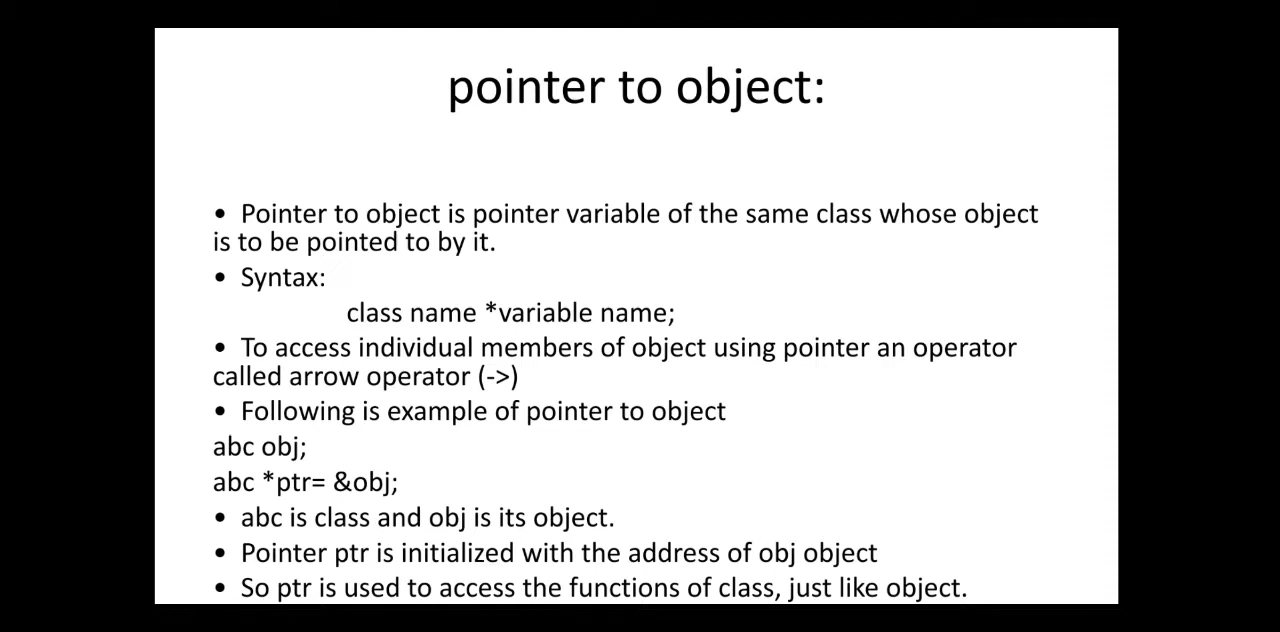 pointer to object:
• Pointer to object is pointer variable of the same class whose object
is to be pointed to by it.
• Syntax:
class name *variable name;
• To access individual members of object using pointer an operator
called arrow operator (->)
• Following is example of pointer to object
abc obj;
abc *ptr= &obj;
• abc is class and obj is its object.
• Pointer ptr is initialized with the address of obj object
• So ptr is used to access the functions of class, just like object.